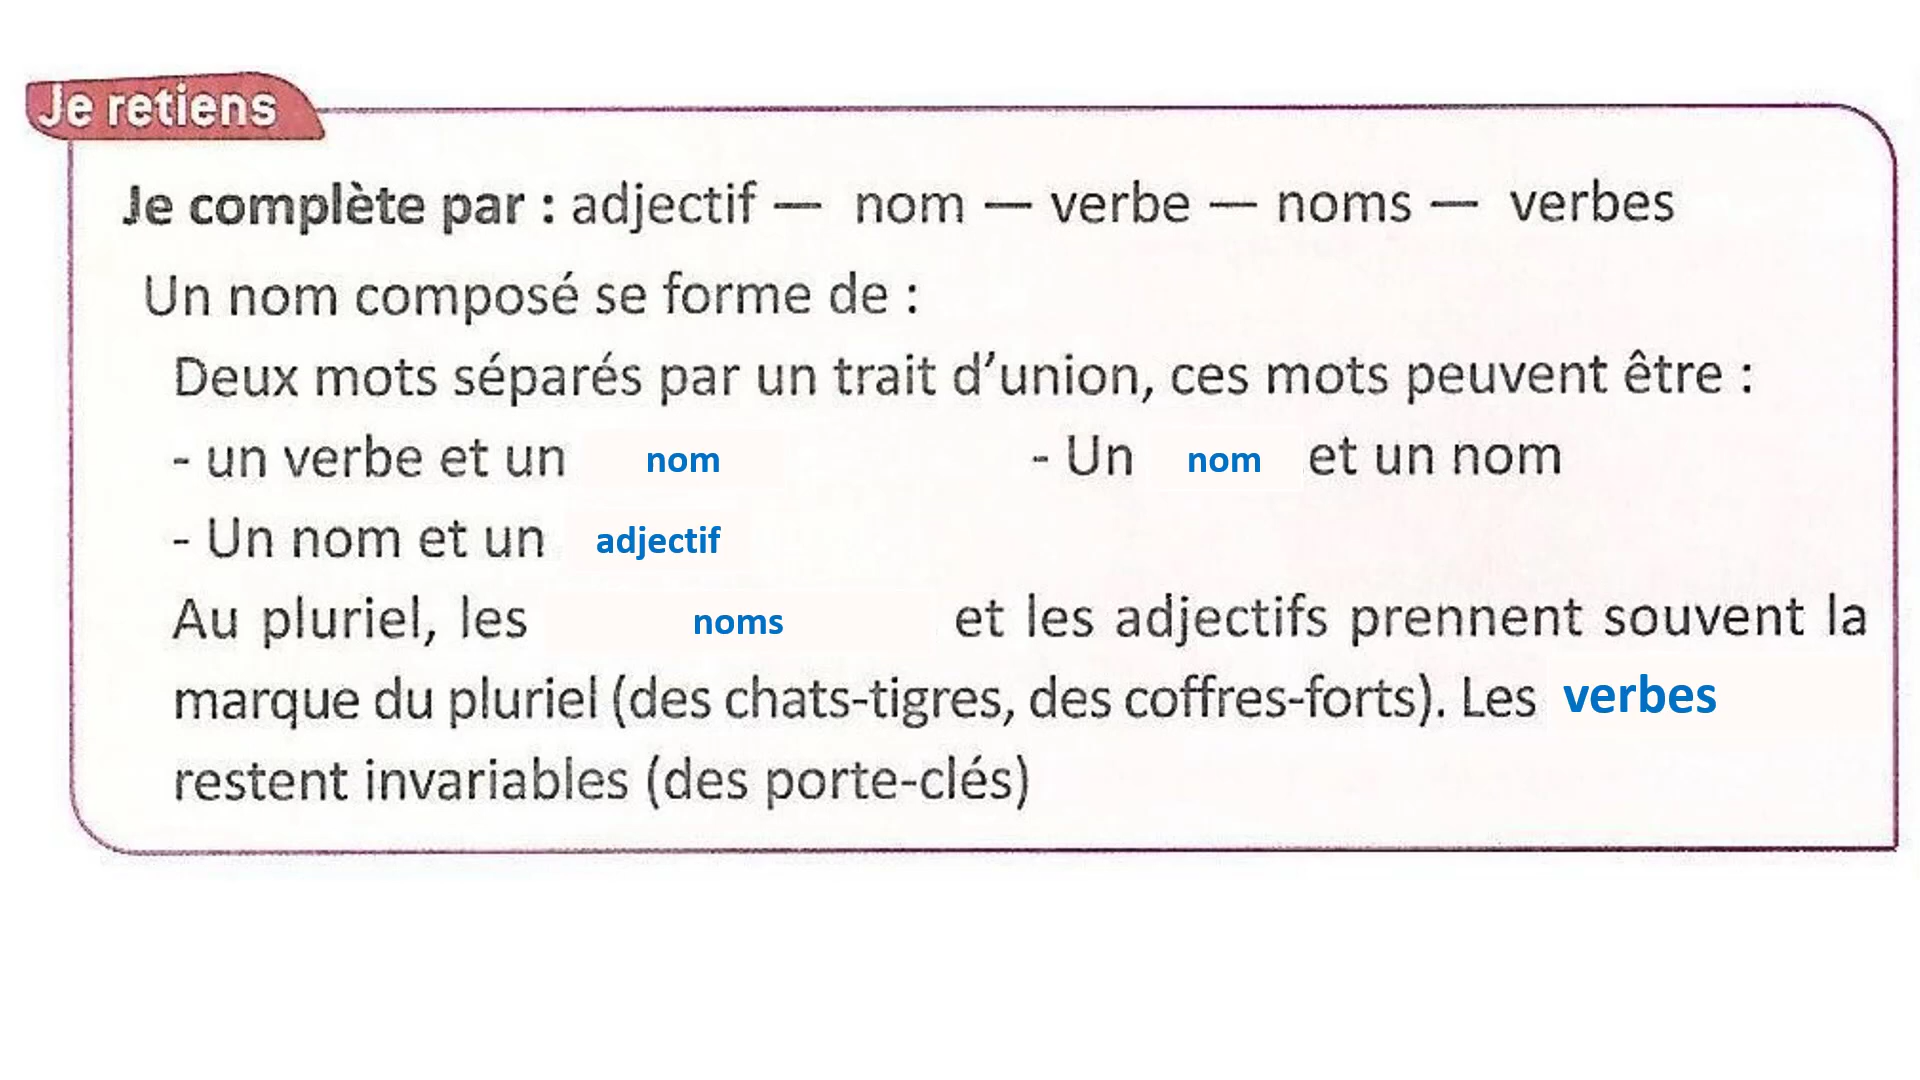 Je retiens
Je complète par : adjectif — nom — verbe — noms — verbes
Un nom composé se forme de :
Deux mots séparés par un trait d'union, ces mots peuvent être :
- un verbe et un nom - Un nom et un nom
- Un nom et un adjectif
Au pluriel, les noms et les adjectifs prennent souvent la
marque du pluriel (des chats-tigres, des coffres-forts). Les verbes
restent invariables (des porte-clés)